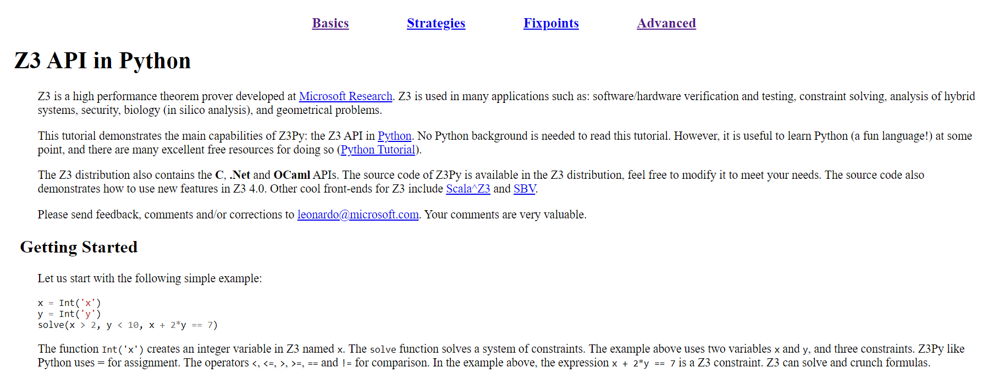 Basics Strategies Fixpoints Advanced
Z3 API in Python
Z3 is a high performance theorem prover developed at Microsoft Research. Z3 is used in many applications such as: software/hardware verification and testing, constraint solving, analysis of hybrid
systems, security, biology (in silico analysis), and geometrical problems.
This tutorial demonstrates the main capabilities of Z3Py: the Z3 API in Python. No Python background is needed to read this tutorial. However, it is useful to learn Python (a fun language!) at some
point, and there are many excellent free resources for doing so (Python Tutorial).
The Z3 distribution also contains the C, .Net and OCaml APIs. The source code of Z3Py is available in the Z3 distribution, feel free to modify it to meet your needs. The source code also
demonstrates how to use new features in Z3 4.0. Other cool front-ends for Z3 include Scala^Z3 and SBV.
Please send feedback, comments and/or corrections to leonardo@microsoft.com. Your comments are very valuable.
Getting Started
Let us start with the following simple example:
x = Int('x')
y = Int('y')
solve(x > 2, y < 10, x + 2*y == 7)
The function Int('x') creates an integer variable in Z3 named x. The solve function solves a system of constraints. The example above uses two variables x and y, and three constraints. Z3Py like
Python uses = for assignment. The operators <, <=, >, >=, == and != for comparison. In the example above, the expression x + 2*y == 7 is a Z3 constraint. Z3 can solve and crunch formulas.